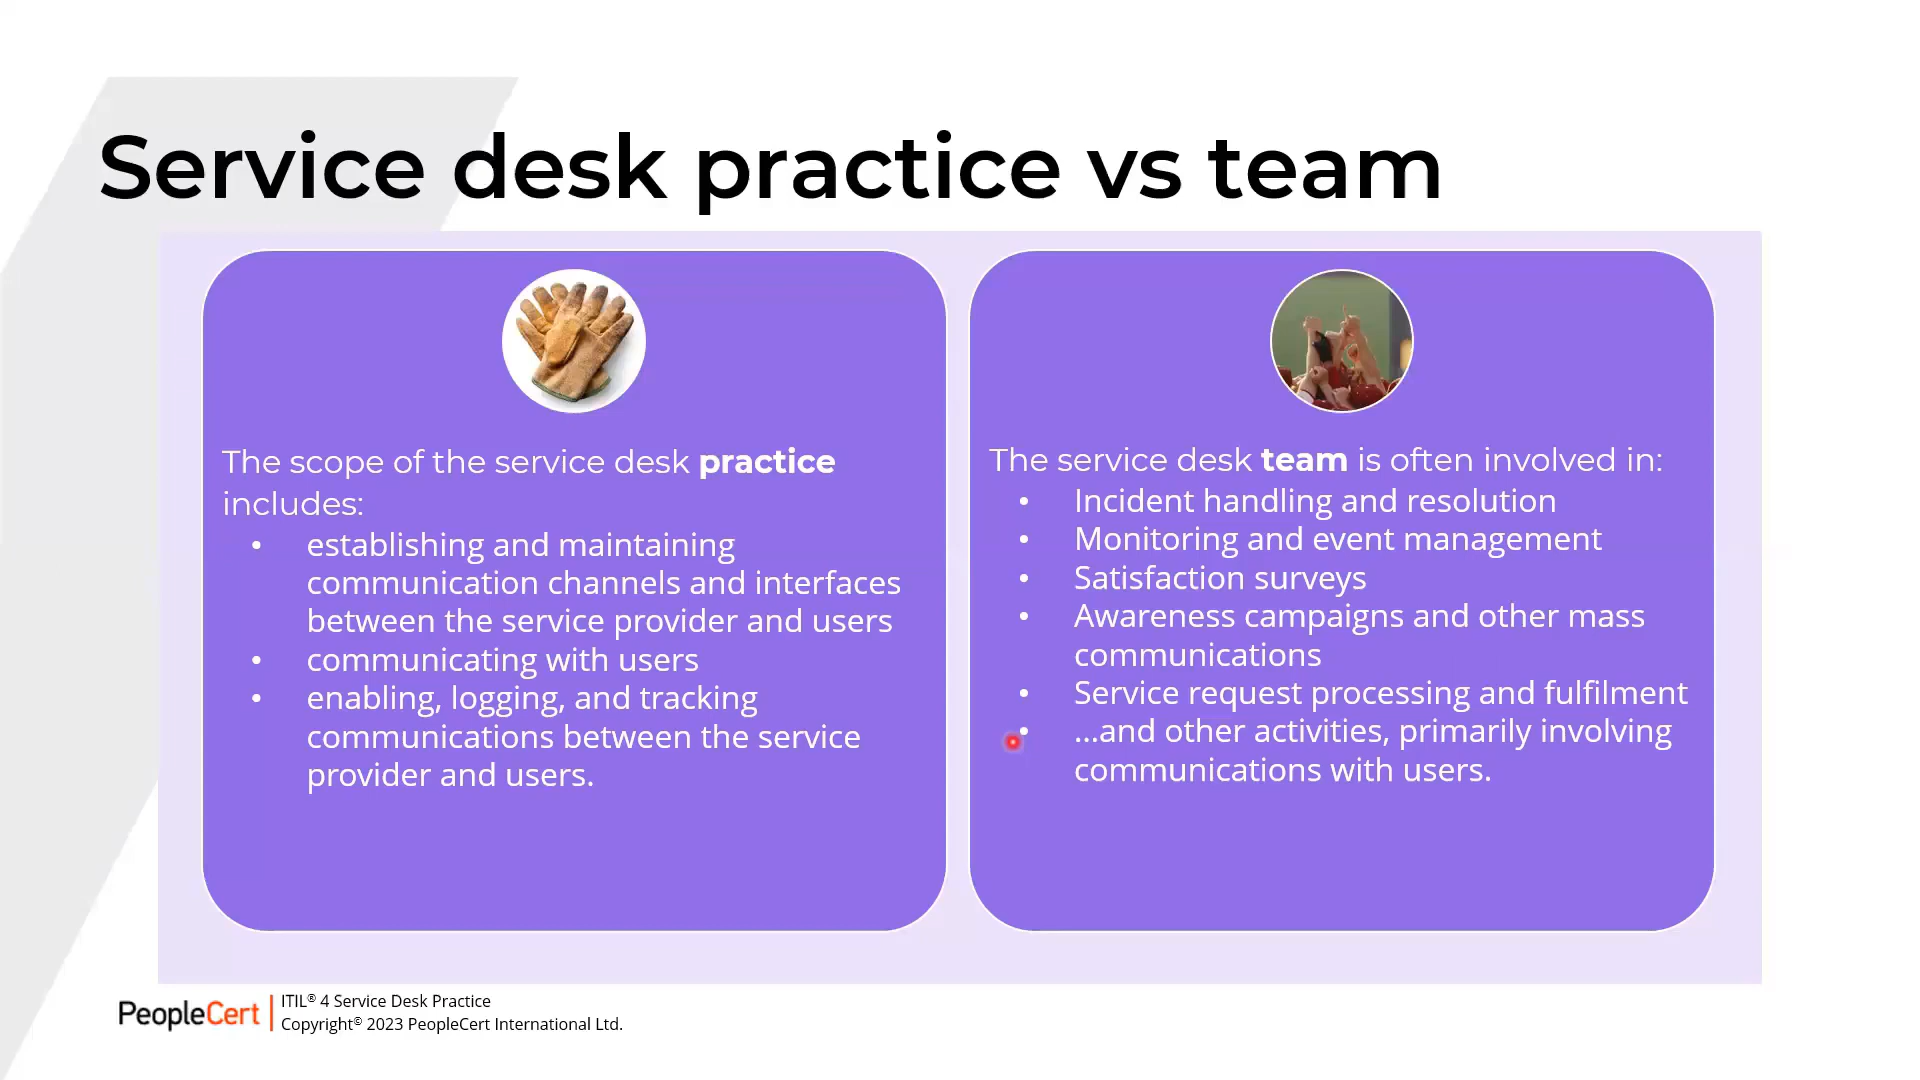 Service desk practice vs team
The scope of the service desk practice
includes:
• establishing and maintaining
communication channels and interfaces
between the service provider and users
• communicating with users
• enabling, logging, and tracking
communications between the service
provider and users.
The service desk team is often involved in:
• Incident handling and resolution
• Monitoring and event management
• Satisfaction surveys
• Awareness campaigns and other mass
communications
• Service request processing and fulfilment
• ...and other activities, primarily involving
communications with users.
PeopleCert
ITIL® 4 Service Desk Practice
Copyright© 2023 PeopleCert International Ltd.